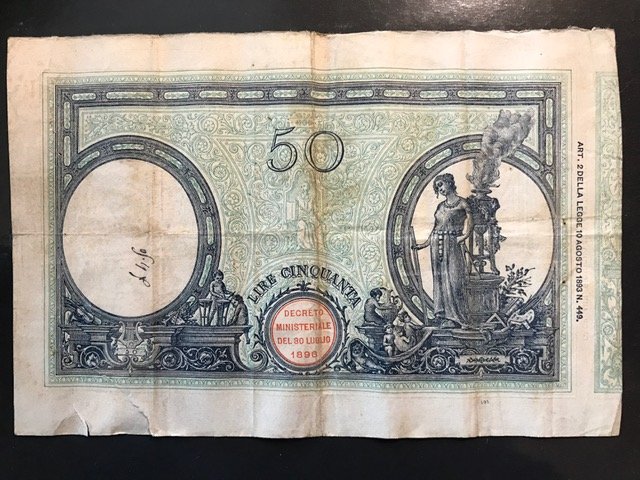 50
LIRE CINQUANTA
DECRETO
MINISTERIALE
DEL 30 LUGLIO
1896
ART. 2 DELLA LEGGE 10 AGOSTO 1893 N. 449.